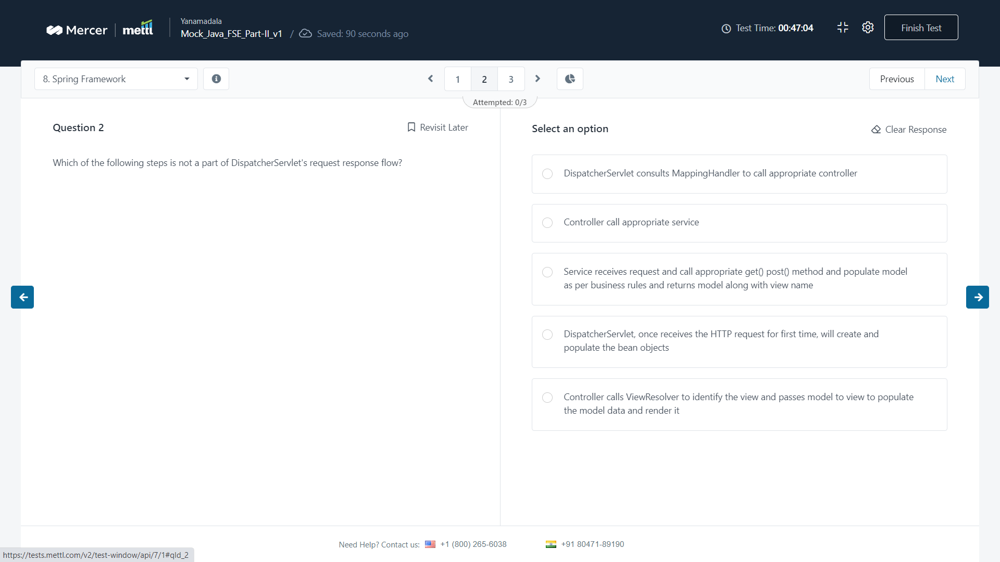 Mercer
mettl
Yanamadala
Mock_Java_FSE_Part-II_v1 / Saved: 90 seconds ago
Test Time: 00:47:04
Finish Test
8. Spring Framework
1
2
3
Attempted: 0/3
Previous
Next
Question 2
Revisit Later
Which of the following steps is not a part of DispatcherServlet's request response flow?
Select an option
Clear Response
DispatcherServlet consults MappingHandler to call appropriate controller
Controller call appropriate service
Service receives request and call appropriate get() post() method and populate model
as per business rules and returns model along with view name
DispatcherServlet, once receives the HTTP request for first time, will create and
populate the bean objects
Controller calls ViewResolver to identify the view and passes model to view to populate
the model data and render it
Need Help? Contact us: +1 (800) 265-6038
+91 80471-89190
https://tests.mettl.com/v2/test-window/api/7/1#qId_2